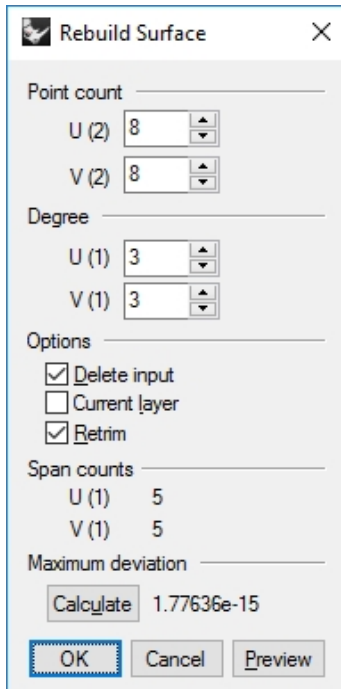 Rebuild Surface
Point count
U (2) 8
V (2) 8
Degree
U (1) 3
V (1) 3
Options
Delete input
Current layer
Retrim
Span counts
U (1) 5
V (1) 5
Maximum deviation
Calculate 1.77636e-15
OK Cancel Preview